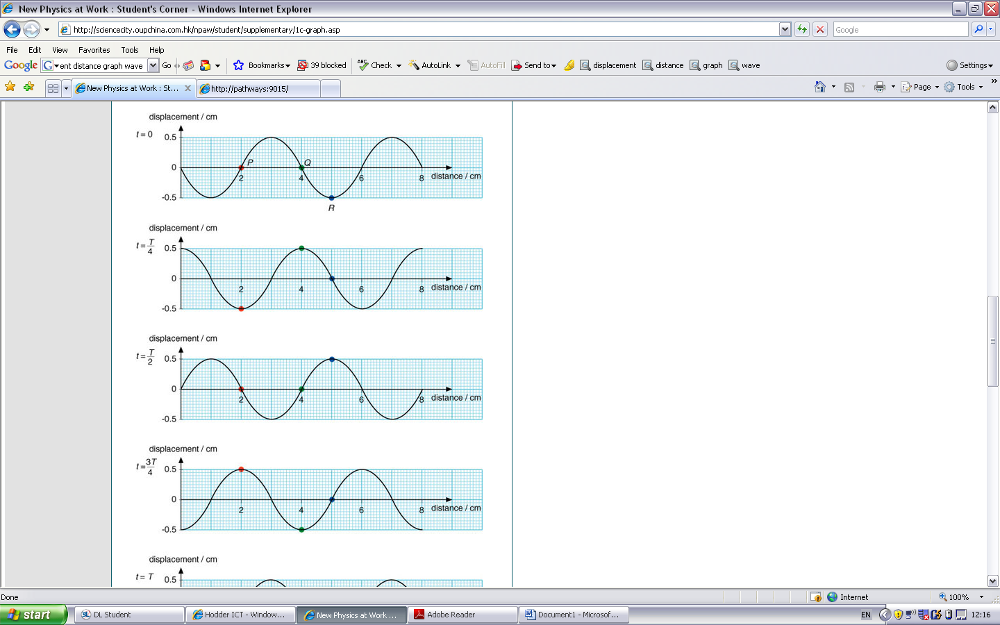 New Physics at Work : Student's Corner - Windows Internet Explorer
http://sciencecity.oupchina.com.hk/npaw/student/supplementary/1c-graph.asp
Google
File Edit View Favorites Tools Help
Google ent distance graph wave Go Bookmarks 39 blocked ABC Check AutoLink AutoFill Send to displacement distance graph wave Settings
New Physics at Work : St... http://pathways:9015/ Page Tools
displacement / cm
t = 0 0.5
P Q
0
2 4 6 8 distance / cm
-0.5
R
displacement / cm
t = T/4 0.5
0
2 4 6 8 distance / cm
-0.5
displacement / cm
t = T/2 0.5
0
2 4 6 8 distance / cm
-0.5
displacement / cm
t = 3T/4 0.5
0
2 4 6 8 distance / cm
-0.5
displacement / cm
t = T 0.5
Done Internet 100%
start DL Student Hodder ICT - Window... New Physics at Work ... Adobe Reader Document1 - Microsof... EN 12:16